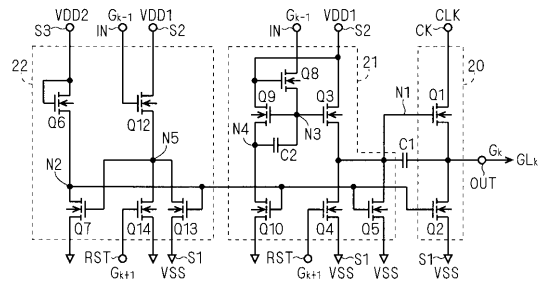 VDD2 Gk-1 VDD1 Gk-1 VDD1 CLK
S3 IN S2 IN S2 CK
22 21 20
Q8
Q6 Q12 Q9 Q3 N1 Q1
N4 N3
N5 C2 C1 Gk
N2 GLk
OUT
Q7 Q14 Q13 Q10 Q4 Q5 Q2
RST S1 RST S1 S1
Gk+1 VSS Gk+1 VSS VSS VSS